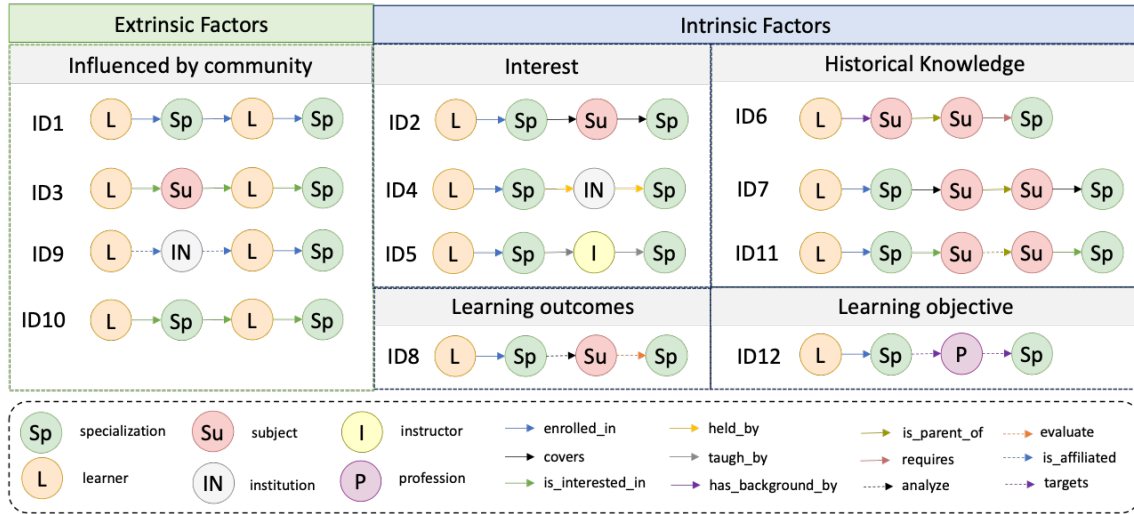 Extrinsic Factors
Intrinsic Factors
Influenced by community
Interest
Historical Knowledge
ID1 L Sp L Sp
ID3 L Su L Sp
ID9 L IN L Sp
ID10 L Sp L Sp
ID2 L Sp Su Sp
ID4 L Sp IN Sp
ID5 L Sp I Sp
ID6 L Su Su Sp
ID7 L Sp Su Su Sp
ID11 L Sp Su Su Sp
Learning outcomes
ID8 L Sp Su Sp
Learning objective
ID12 L Sp P Sp
Sp specialization
Su subject
I instructor
L learner
IN institution
P profession
enrolled_in
covers
is_interested_in
held_by
taugh_by
has_background_by
is_parent_of
requires
analyze
evaluate
is_affiliated
targets